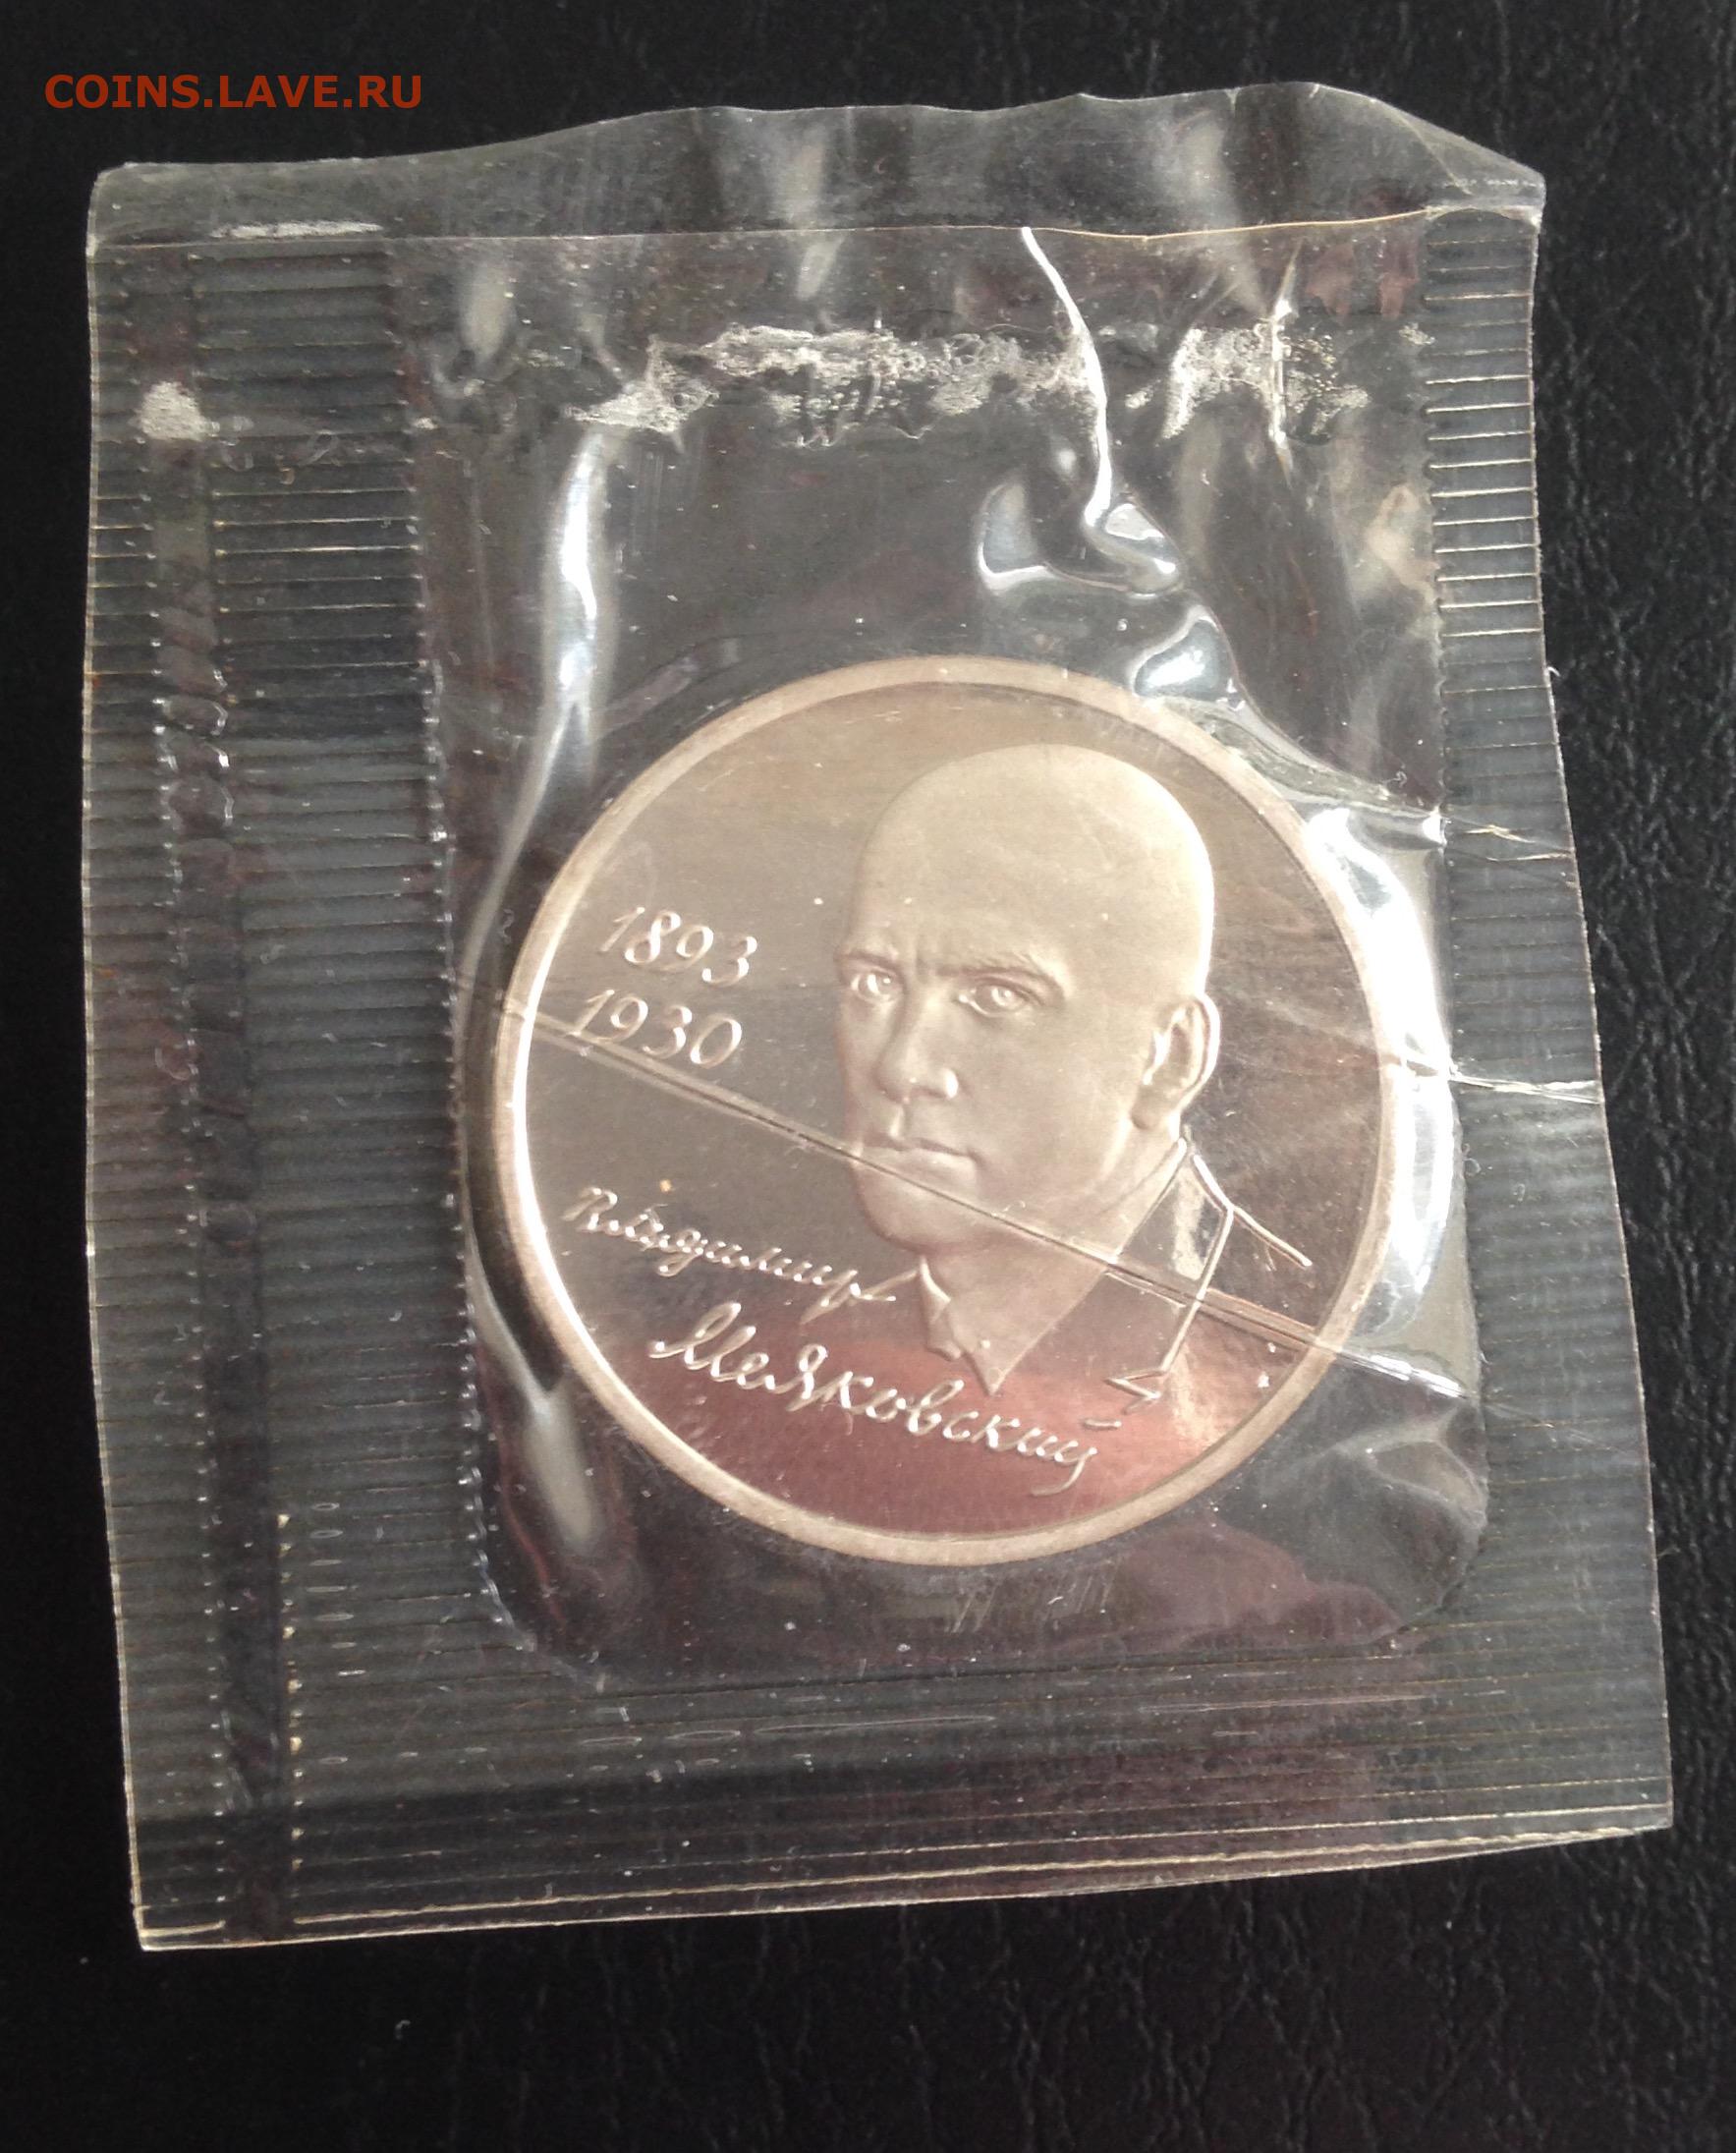 COINS.LAVE.RU
1893
1930
Владимир
Маяковский